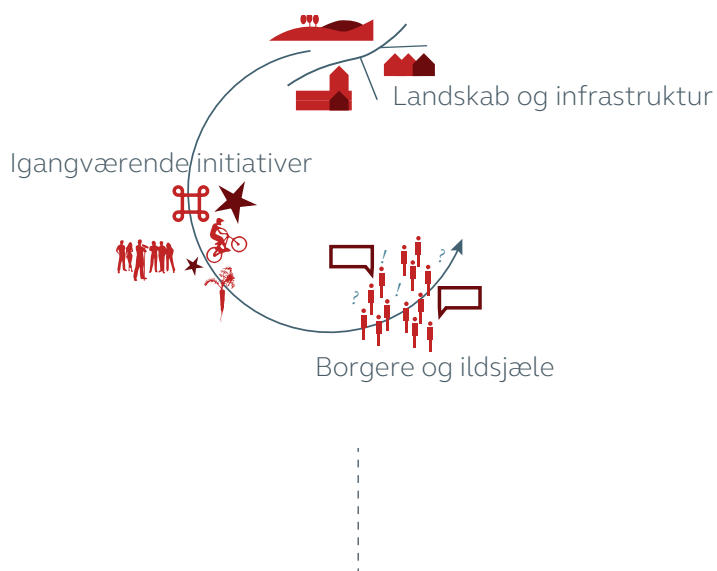 Landskab og infrastruktur
Igangværende initiativer
! ?
? !
Borgere og ildsjæle